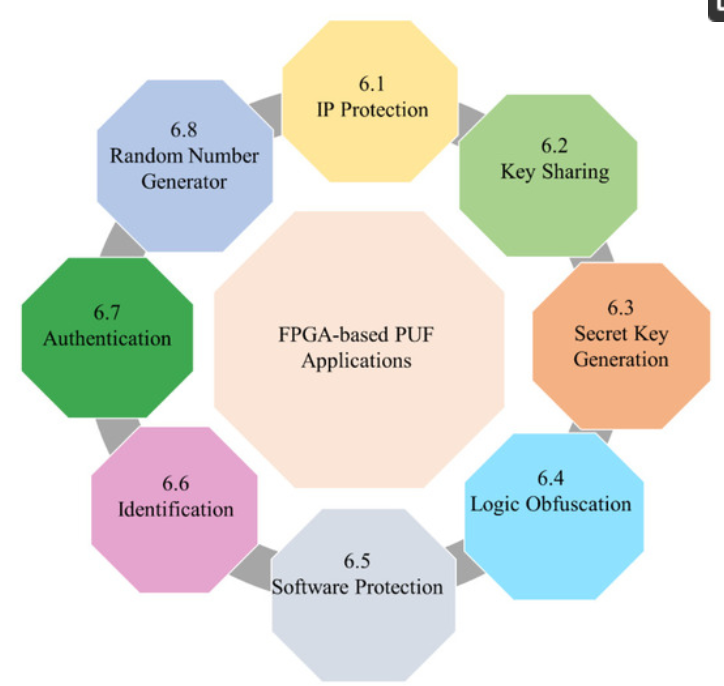 6.1
IP Protection
6.2
Key Sharing
6.3
Secret Key
Generation
6.4
Logic Obfuscation
6.5
Software Protection
6.6
Identification
6.7
Authentication
6.8
Random Number
Generator
FPGA-based PUF
Applications